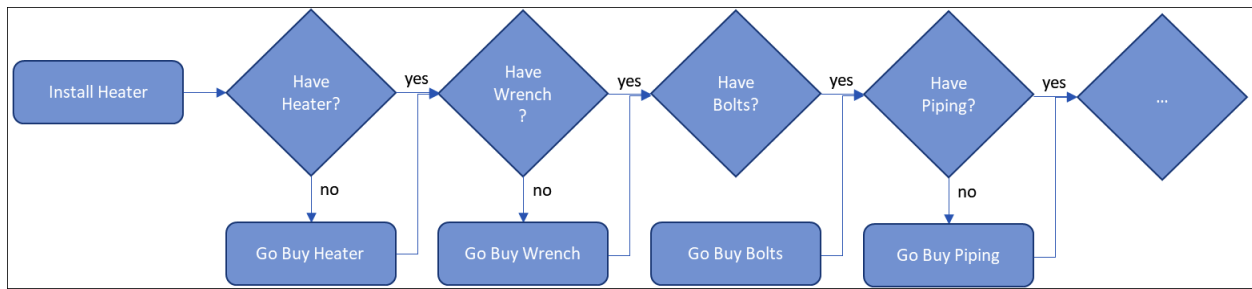 Install Heater
Have
Heater?
yes
Have
Wrench
?
yes
Have
Bolts?
yes
Have
Piping?
yes
...
no
no
no
Go Buy Heater
Go Buy Wrench
Go Buy Bolts
Go Buy Piping